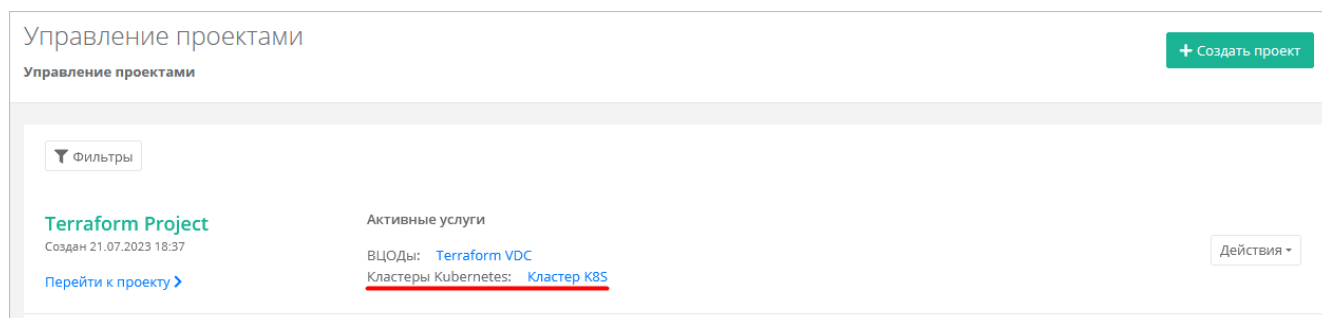 Управление проектами
Управление проектами
Создать проект
Фильтры
Terraform Project
Создан 21.07.2023 18:37
Перейти к проекту
Активные услуги
ВЦОДы: Terraform VDC
Кластеры Kubernetes: Кластер K8S
Действия